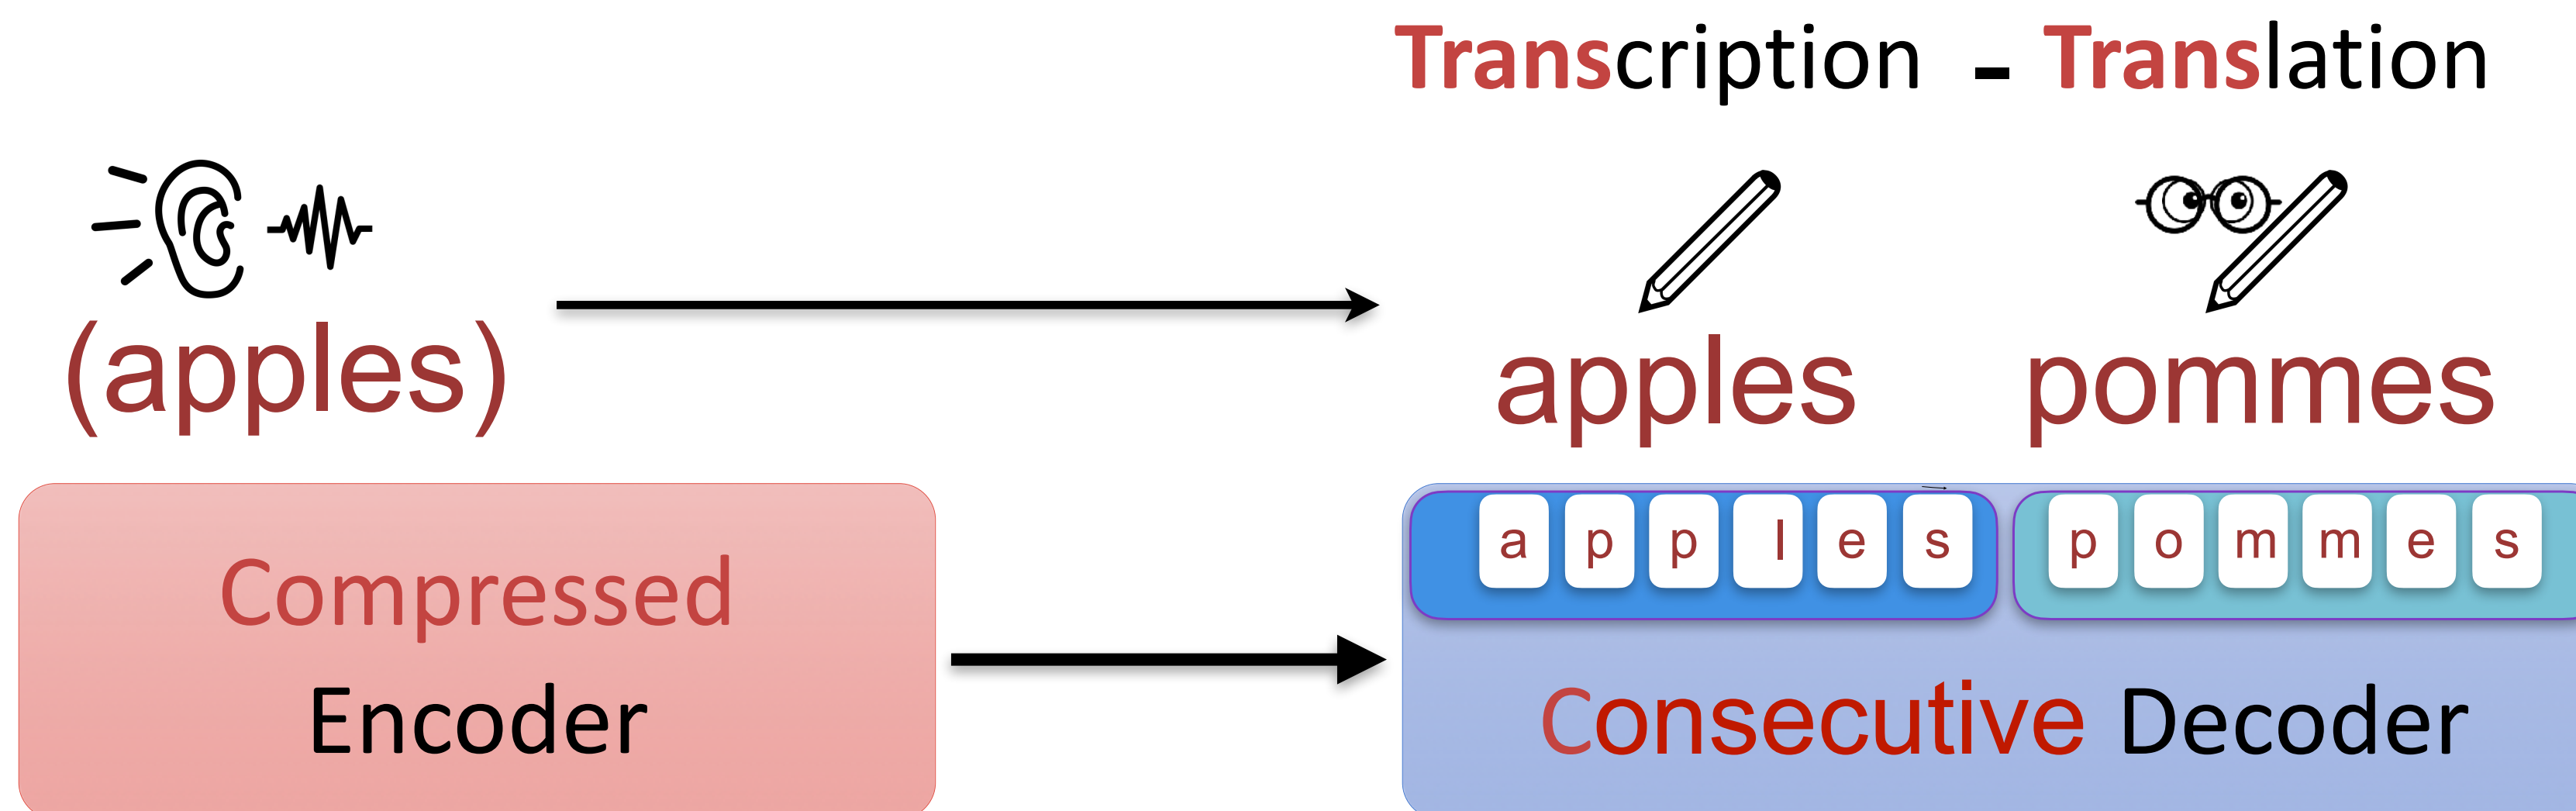 Transcription - Translation
(apples)
apples
pommes
a p p l e s
p o m m e s
Compressed
Encoder
Consecutive Decoder